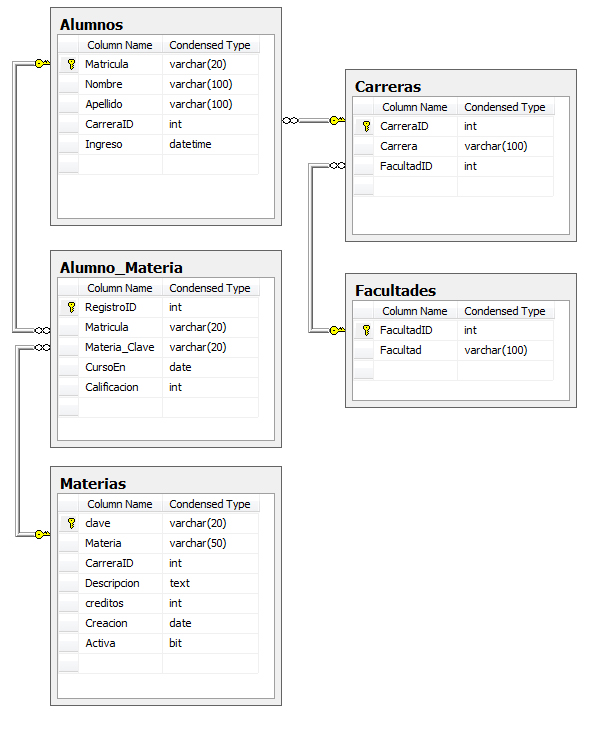 Alumnos
Column Name Condensed Type
Matricula varchar(20)
Nombre varchar(100)
Apellido varchar(100)
CarreraID int
Ingreso datetime
Carreras
Column Name Condensed Type
CarreraID int
Carrera varchar(100)
FacultadID int
Alumno_Materia
Column Name Condensed Type
RegistroID int
Matricula varchar(20)
Materia_Clave varchar(20)
CursoEn date
Calificacion int
Facultades
Column Name Condensed Type
FacultadID int
Facultad varchar(100)
Materias
Column Name Condensed Type
clave varchar(20)
Materia varchar(50)
CarreraID int
Descripcion text
creditos int
Creacion date
Activa bit